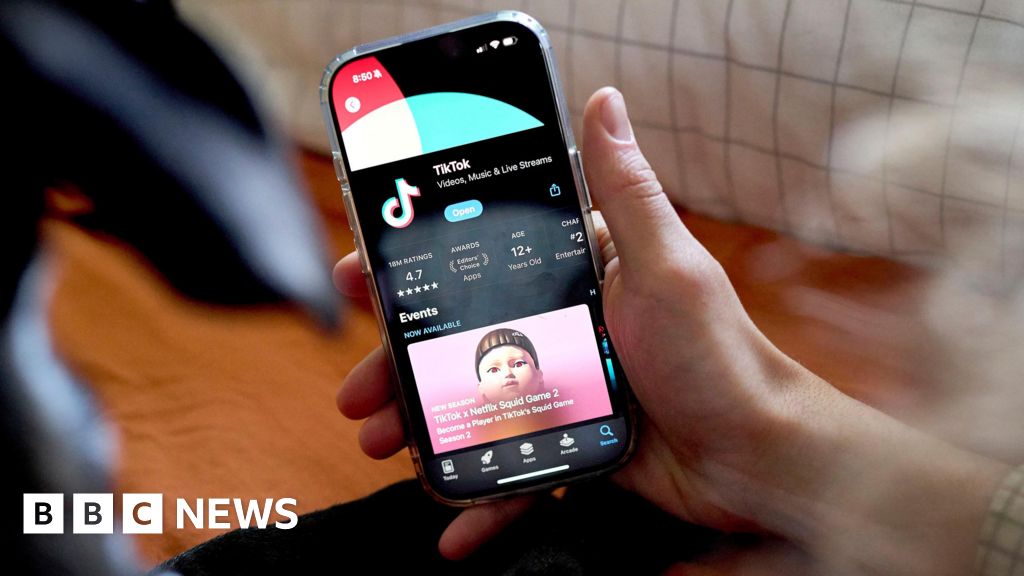 8:50
TikTok
Videos, Music & Live Streams
Open
18M RATINGS
4.7
★★★★★
AWARDS
Editors'
Choice
Apps
AGE
12+
Years Old
CHAR
#2
Entertain
Events
NOW AVAILABLE
H
NEW SEASON
TikTok x Netflix Squid Game 2
Become a Player in TikTok's Squid Game
Season 2
Today
Games
Apps
Arcade
Search
BBC NEWS